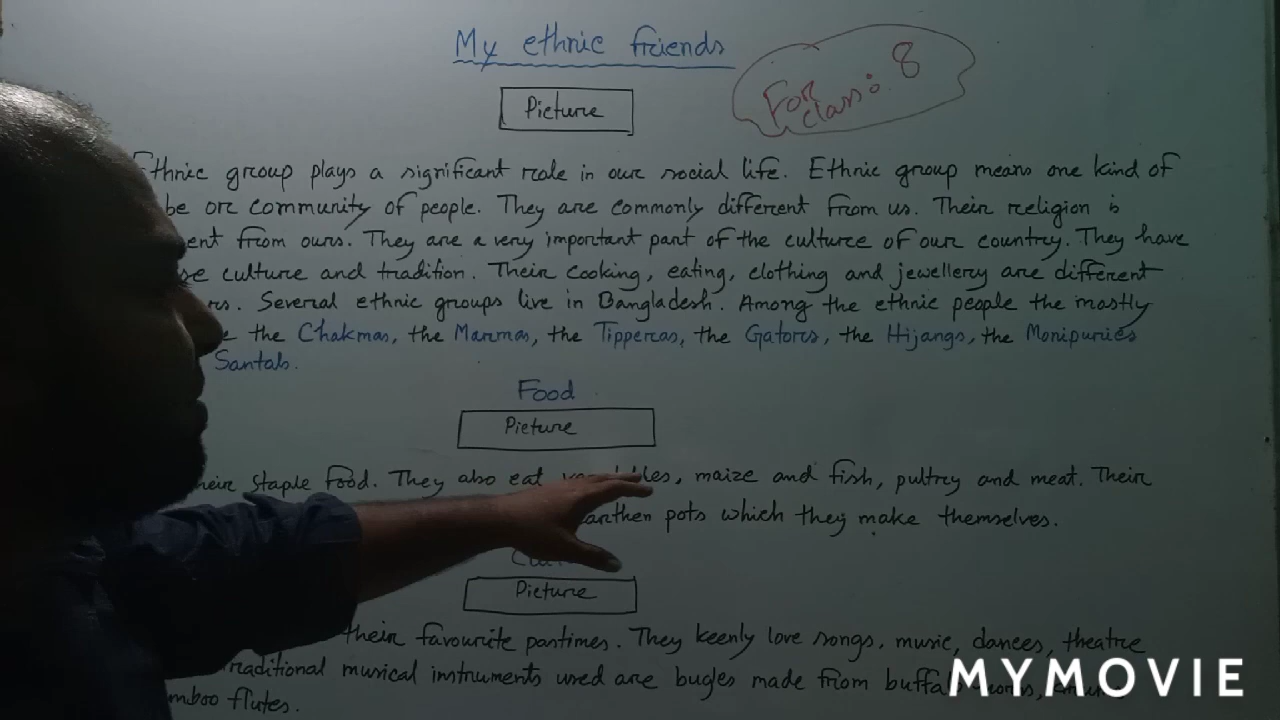 My ethnic friends
For class: 8
Picture
Ethnic group plays a significant role in our social life. Ethnic group means one kind of
be or community of people. They are commonly different from us. Their religion is
ent from ours. They are a very important part of the culture of our country. They have
se culture and tradition. Their cooking, eating, clothing and jewellery are different
rs. Several ethnic groups live in Bangladesh. Among the ethnic people the mostly
the Chakmas, the Marmas, the Tipperas, the Gators, the Hijangs, the Monipuries
Santals.
Food
Picture
heir staple food. They also eat les, maize and fish, pultry and meat. Their
earthen pots which they make themselves.
Picture
their favourite pastimes. They keenly love songs, music, dances, theatre
raditional musical instruments used are bugles made from
mboo flutes.
MYMOVIE